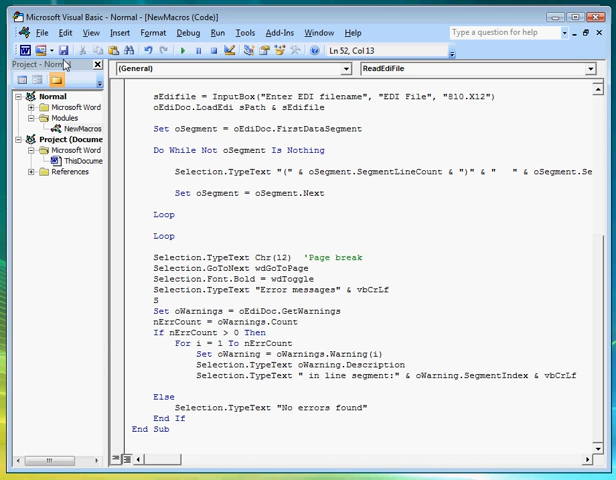 Microsoft Visual Basic - Normal - [NewMacros (Code)]
File Edit View Insert Format Debug Run Tools Add-Ins Window Help
Type a question for help
Ln 52, Col 13
Project - Normal
(General)
ReadEdiFile
Normal
Microsoft Word
Modules
NewMacros
Project (Docume
Microsoft Word
ThisDocume
References
sEdifile = InputBox("Enter EDI filename", "EDI File", "810.X12")
oEdiDoc.LoadEdi sPath & sEdifile
Set oSegment = oEdiDoc.FirstDataSegment
Do While Not oSegment Is Nothing
Selection.TypeText "(" & oSegment.SegmentLineCount & ")" & "   " & oSegment.Se
Set oSegment = oSegment.Next
Loop
Loop
Selection.TypeText Chr(12)  'Page break
Selection.GoToNext wdGoToPage
Selection.Font.Bold = wdToggle
Selection.TypeText "Error messages" & vbCrLf
S
Set oWarnings = oEdiDoc.GetWarnings
nErrCount = oWarnings.Count
If nErrCount > 0 Then
For i = 1 To nErrCount
Set oWarning = oWarnings.Warning(i)
Selection.TypeText oWarning.Description
Selection.TypeText " in line segment:" & oWarning.SegmentIndex & vbCrLf
Else
Selection.TypeText "No errors found"
End If
End Sub